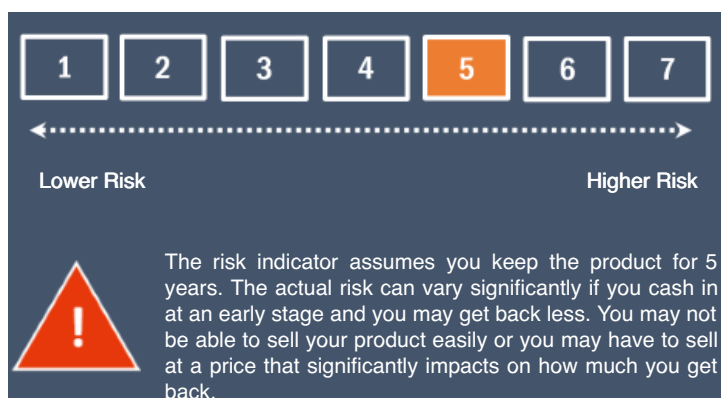 1 2 3 4 5 6 7
Lower Risk Higher Risk
!
The risk indicator assumes you keep the product for 5
years. The actual risk can vary significantly if you cash in
at an early stage and you may get back less. You may not
be able to sell your product easily or you may have to sell
at a price that significantly impacts on how much you get
back.